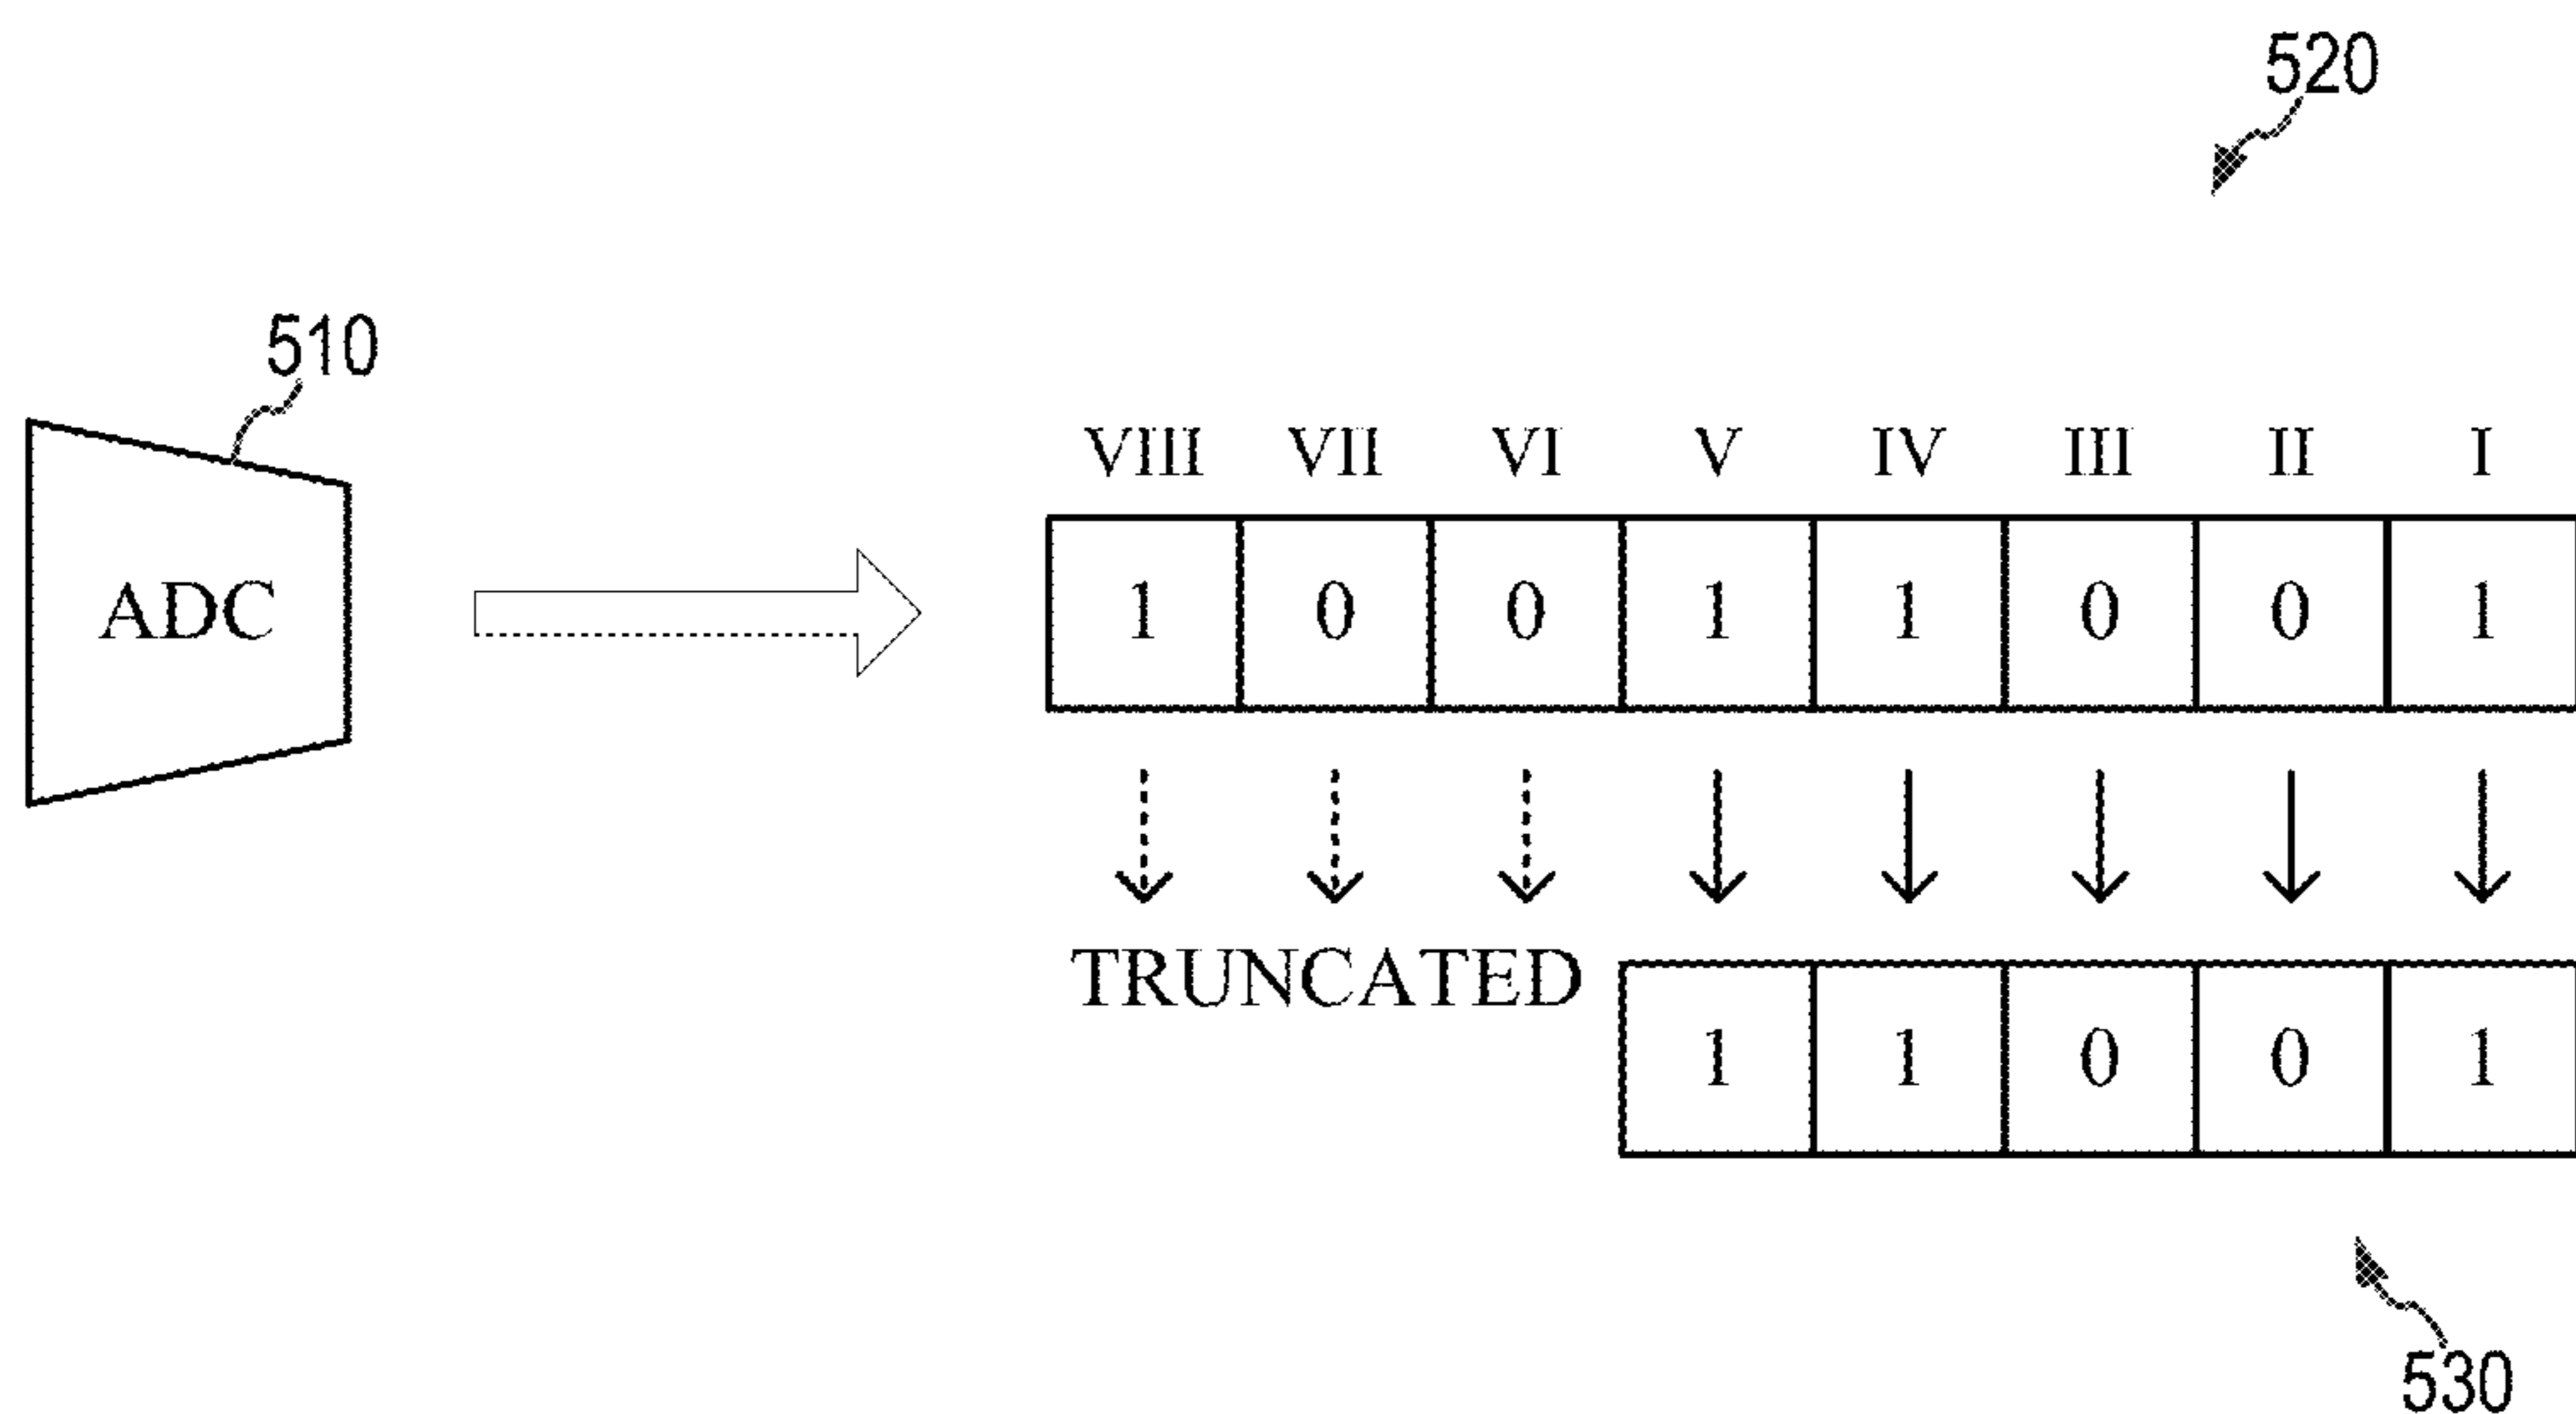 520
510
VIII VII VI V IV III II I
ADC
1 0 0 1 1 0 0 1
TRUNCATED
1 1 0 0 1
530